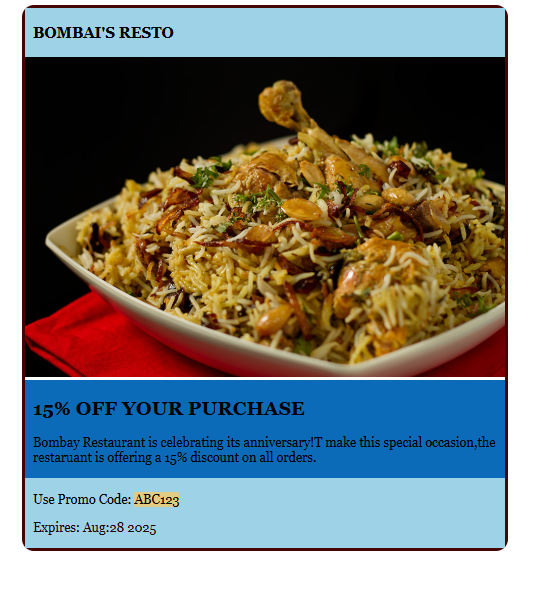 BOMBAI'S RESTO
15% OFF YOUR PURCHASE
Bombay Restaurant is celebrating its anniversary!T make this special occasion,the
restaruant is offering a 15% discount on all orders.
Use Promo Code: ABC123
Expires: Aug:28 2025